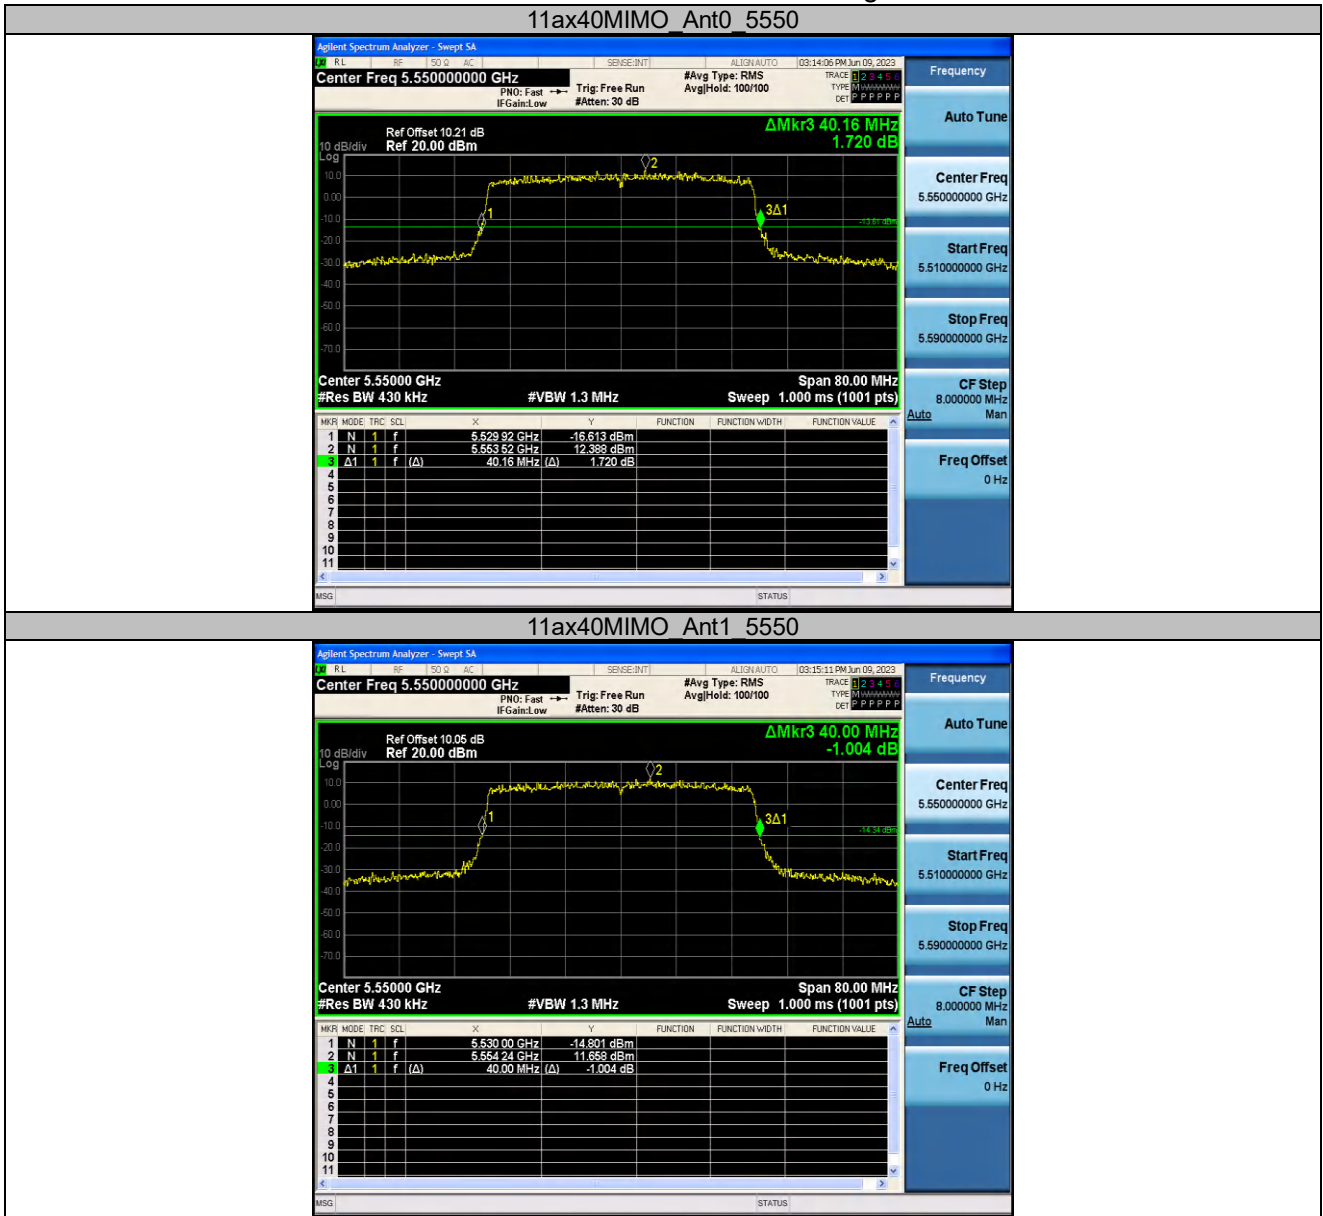 11ax40MIMO_Ant0_5550
Agilent Spectrum Analyzer - Swept SA
RL RF 50 Ω AC SENSE:INT ALIGNAUTO 03:14:06 PM Jun 09, 2023
Center Freq 5.550000000 GHz
PNO: Fast
IFGain:Low
Trig: Free Run
#Atten: 30 dB
#Avg Type: RMS
Avg|Hold: 100/100
TRACE 1 2 3 4 5 6
TYPE M
DET P P P P P P
Frequency
Auto Tune
Center Freq
5.550000000 GHz
Start Freq
5.510000000 GHz
Stop Freq
5.590000000 GHz
CF Step
8.000000 MHz
Auto Man
Freq Offset
0 Hz
ΔMkr3 40.16 MHz
1.720 dB
Ref Offset 10.21 dB
10 dB/div Ref 20.00 dBm
Log
10.0
0.00
-10.0
-20.0
-30.0
-40.0
-50.0
-60.0
-70.0
2
1
3Δ1
-13.61 dBm
Center 5.55000 GHz Span 80.00 MHz
#Res BW 430 kHz #VBW 1.3 MHz Sweep 1.000 ms (1001 pts)
MKR MODE TRC SCL X Y FUNCTION FUNCTION WIDTH FUNCTION VALUE
1 N 1 f 5.529 92 GHz -16.613 dBm
2 N 1 f 5.553 52 GHz 12.388 dBm
3 Δ1 1 f (Δ) 40.16 MHz (Δ) 1.720 dB
4
5
6
7
8
9
10
11
MSG STATUS
11ax40MIMO_Ant1_5550
Agilent Spectrum Analyzer - Swept SA
RL RF 50 Ω AC SENSE:INT ALIGNAUTO 03:15:11 PM Jun 09, 2023
Center Freq 5.550000000 GHz
PNO: Fast
IFGain:Low
Trig: Free Run
#Atten: 30 dB
#Avg Type: RMS
Avg|Hold: 100/100
TRACE 1 2 3 4 5 6
TYPE M
DET P P P P P P
Frequency
Auto Tune
Center Freq
5.550000000 GHz
Start Freq
5.510000000 GHz
Stop Freq
5.590000000 GHz
CF Step
8.000000 MHz
Auto Man
Freq Offset
0 Hz
ΔMkr3 40.00 MHz
-1.004 dB
Ref Offset 10.05 dB
10 dB/div Ref 20.00 dBm
Log
10.0
0.00
-10.0
-20.0
-30.0
-40.0
-50.0
-60.0
-70.0
2
1
3Δ1
-14.34 dBm
Center 5.55000 GHz Span 80.00 MHz
#Res BW 430 kHz #VBW 1.3 MHz Sweep 1.000 ms (1001 pts)
MKR MODE TRC SCL X Y FUNCTION FUNCTION WIDTH FUNCTION VALUE
1 N 1 f 5.530 00 GHz -14.801 dBm
2 N 1 f 5.554 24 GHz 11.658 dBm
3 Δ1 1 f (Δ) 40.00 MHz (Δ) -1.004 dB
4
5
6
7
8
9
10
11
MSG STATUS